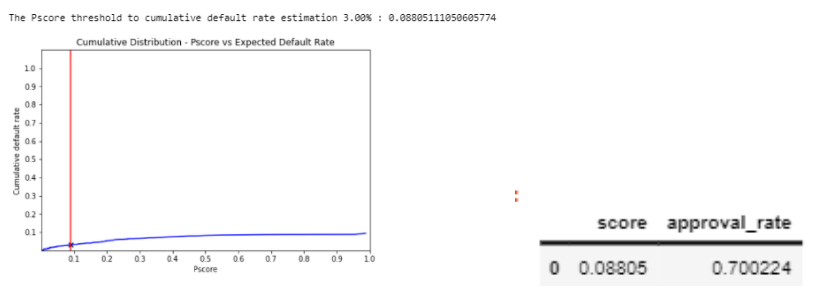 The Pscore threshold to cumulative default rate estimation 3.00% : 0.08805111050605774
Cumulative Distribution - Pscore vs Expected Default Rate
Cumulative default rate
1.0
0.9
0.8
0.7
0.6
0.5
0.4
0.3
0.2
0.1
0.1 0.2 0.3 0.4 0.5 0.6 0.7 0.8 0.9 1.0
Pscore
:
score approval_rate
0 0.08805 0.700224